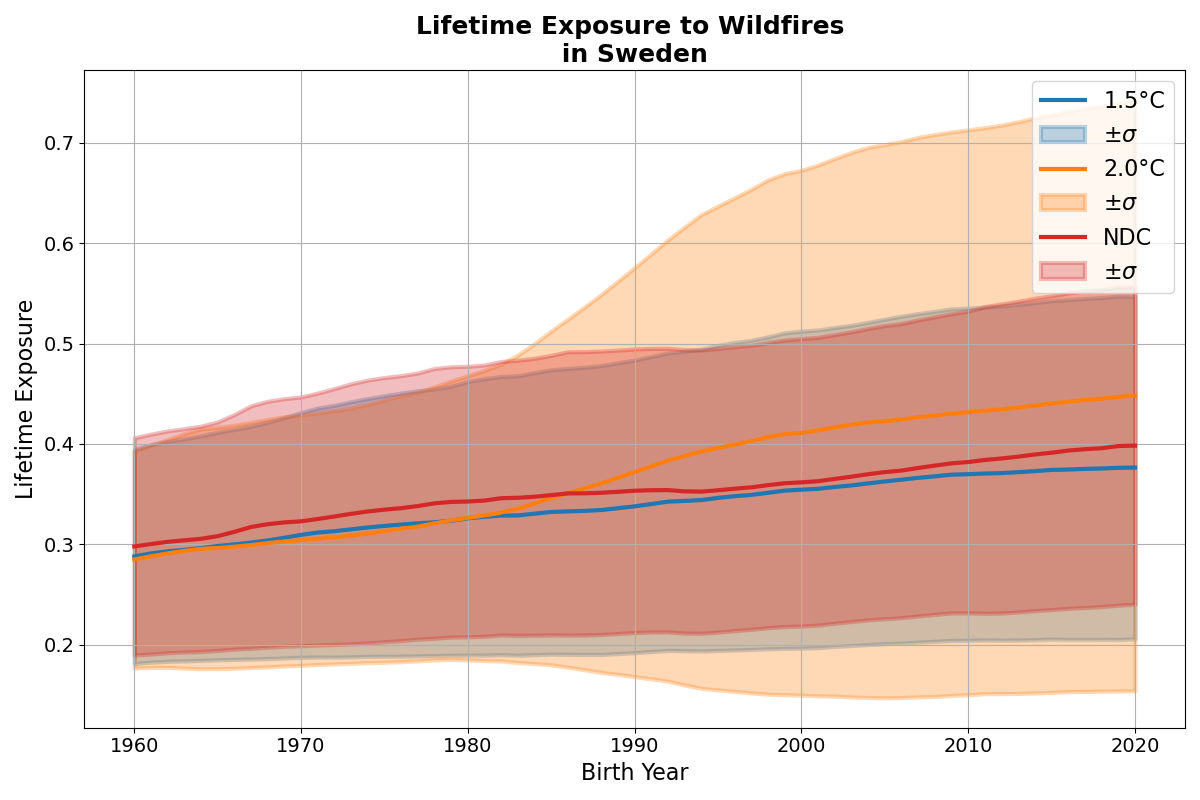 Lifetime Exposure to Wildfires
in Sweden
1.5°C
±σ
2.0°C
±σ
NDC
±σ
Lifetime Exposure
0.7
0.6
0.5
0.4
0.3
0.2
1960 1970 1980 1990 2000 2010 2020
Birth Year